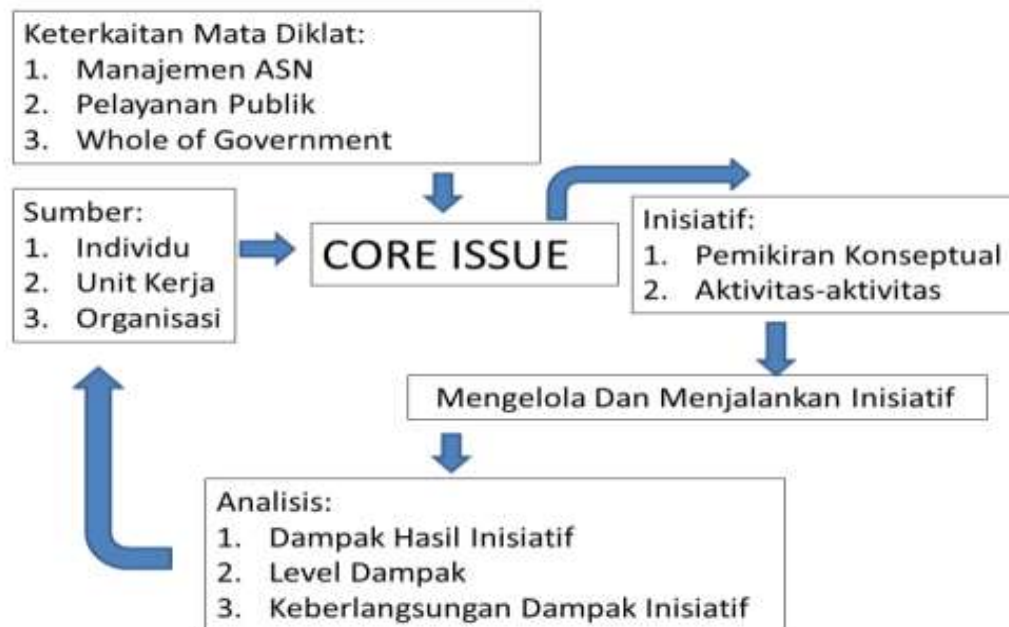 Keterkaitan Mata Diklat:
1. Manajemen ASN
2. Pelayanan Publik
3. Whole of Government
Sumber:
1. Individu
2. Unit Kerja
3. Organisasi
CORE ISSUE
Inisiatif:
1. Pemikiran Konseptual
2. Aktivitas-aktivitas
Mengelola Dan Menjalankan Inisiatif
Analisis:
1. Dampak Hasil Inisiatif
2. Level Dampak
3. Keberlangsungan Dampak Inisiatif